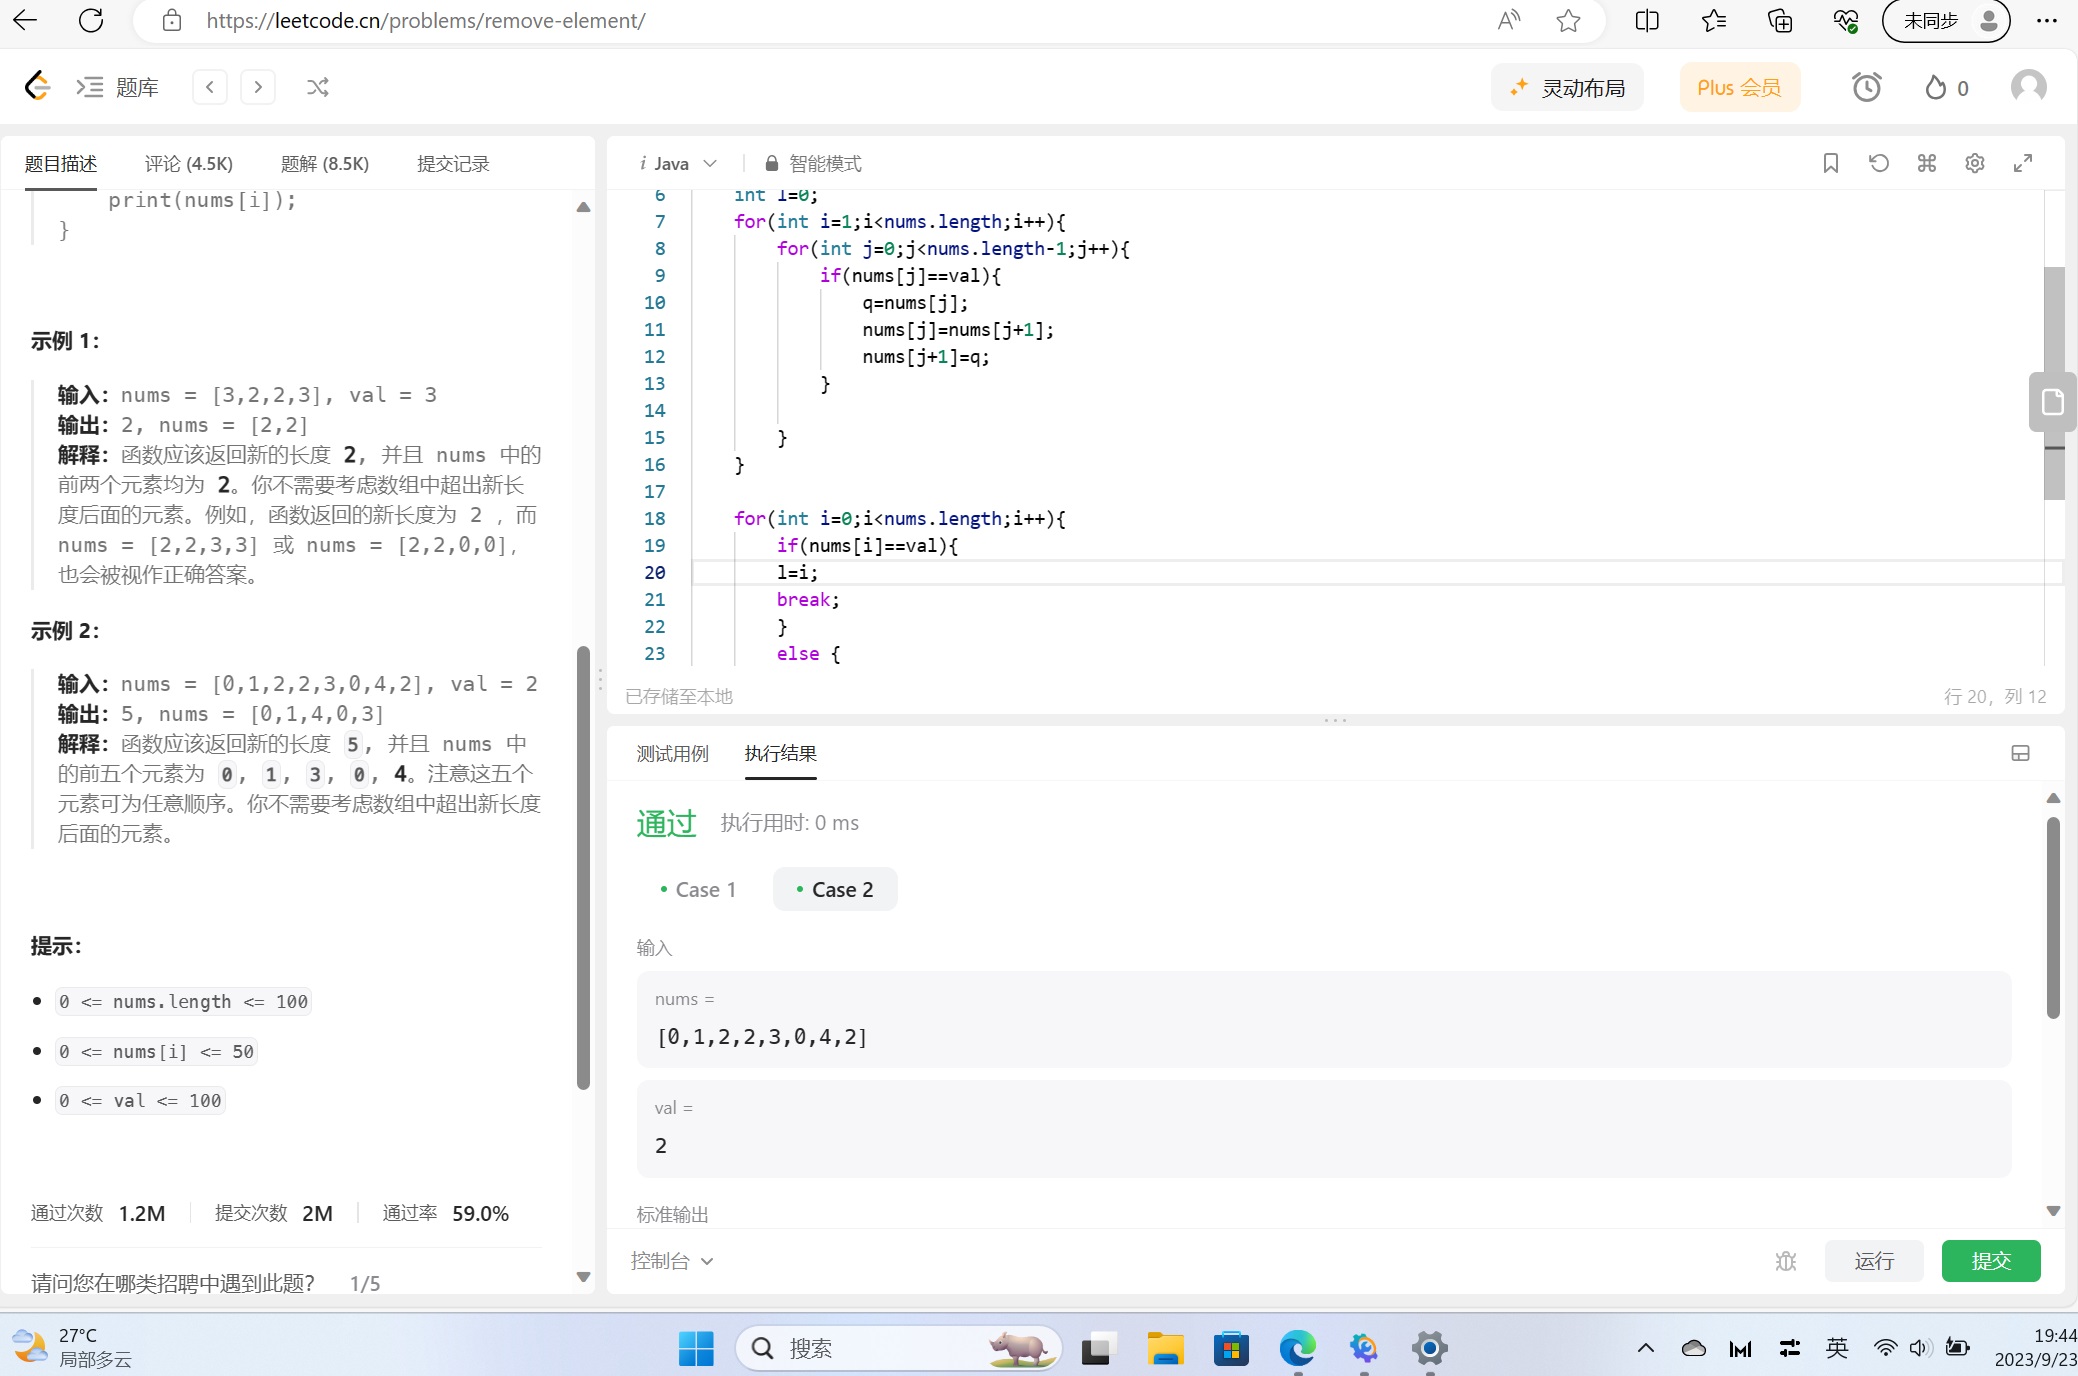 https://leetcode.cn/problems/remove-element/
未同步
题库
灵动布局
Plus 会员
0
题目描述
评论 (4.5K)
题解 (8.5K)
提交记录
print(nums[i]);
}
示例 1：
输入：nums = [3,2,2,3], val = 3
输出：2, nums = [2,2]
解释：函数应该返回新的长度 2, 并且 nums 中的
前两个元素均为 2。你不需要考虑数组中超出新长
度后面的元素。例如，函数返回的新长度为 2 ，而
nums = [2,2,3,3] 或 nums = [2,2,0,0]，
也会被视作正确答案。
示例 2：
输入：nums = [0,1,2,2,3,0,4,2], val = 2
输出：5, nums = [0,1,4,0,3]
解释：函数应该返回新的长度 5, 并且 nums 中
的前五个元素为 0, 1, 3, 0, 4。注意这五个
元素可为任意顺序。你不需要考虑数组中超出新长度
后面的元素。
提示：
0 <= nums.length <= 100
0 <= nums[i] <= 50
0 <= val <= 100
通过次数 1.2M
提交次数 2M
通过率 59.0%
请问您在哪类招聘中遇到此题？ 1/5
i Java
智能模式
6 int l=0;
7 for(int i=1;i<nums.length;i++){
8 for(int j=0;j<nums.length-1;j++){
9 if(nums[j]==val){
10 q=nums[j];
11 nums[j]=nums[j+1];
12 nums[j+1]=q;
13 }
14
15 }
16 }
17
18 for(int i=0;i<nums.length;i++){
19 if(nums[i]==val){
20 l=i;
21 break;
22 }
23 else {
已存储至本地
行 20，列 12
测试用例
执行结果
通过
执行用时: 0 ms
Case 1
Case 2
输入
nums =
[0,1,2,2,3,0,4,2]
val =
2
标准输出
控制台
运行
提交
27°C
局部多云
搜索
英
19:44
2023/9/23